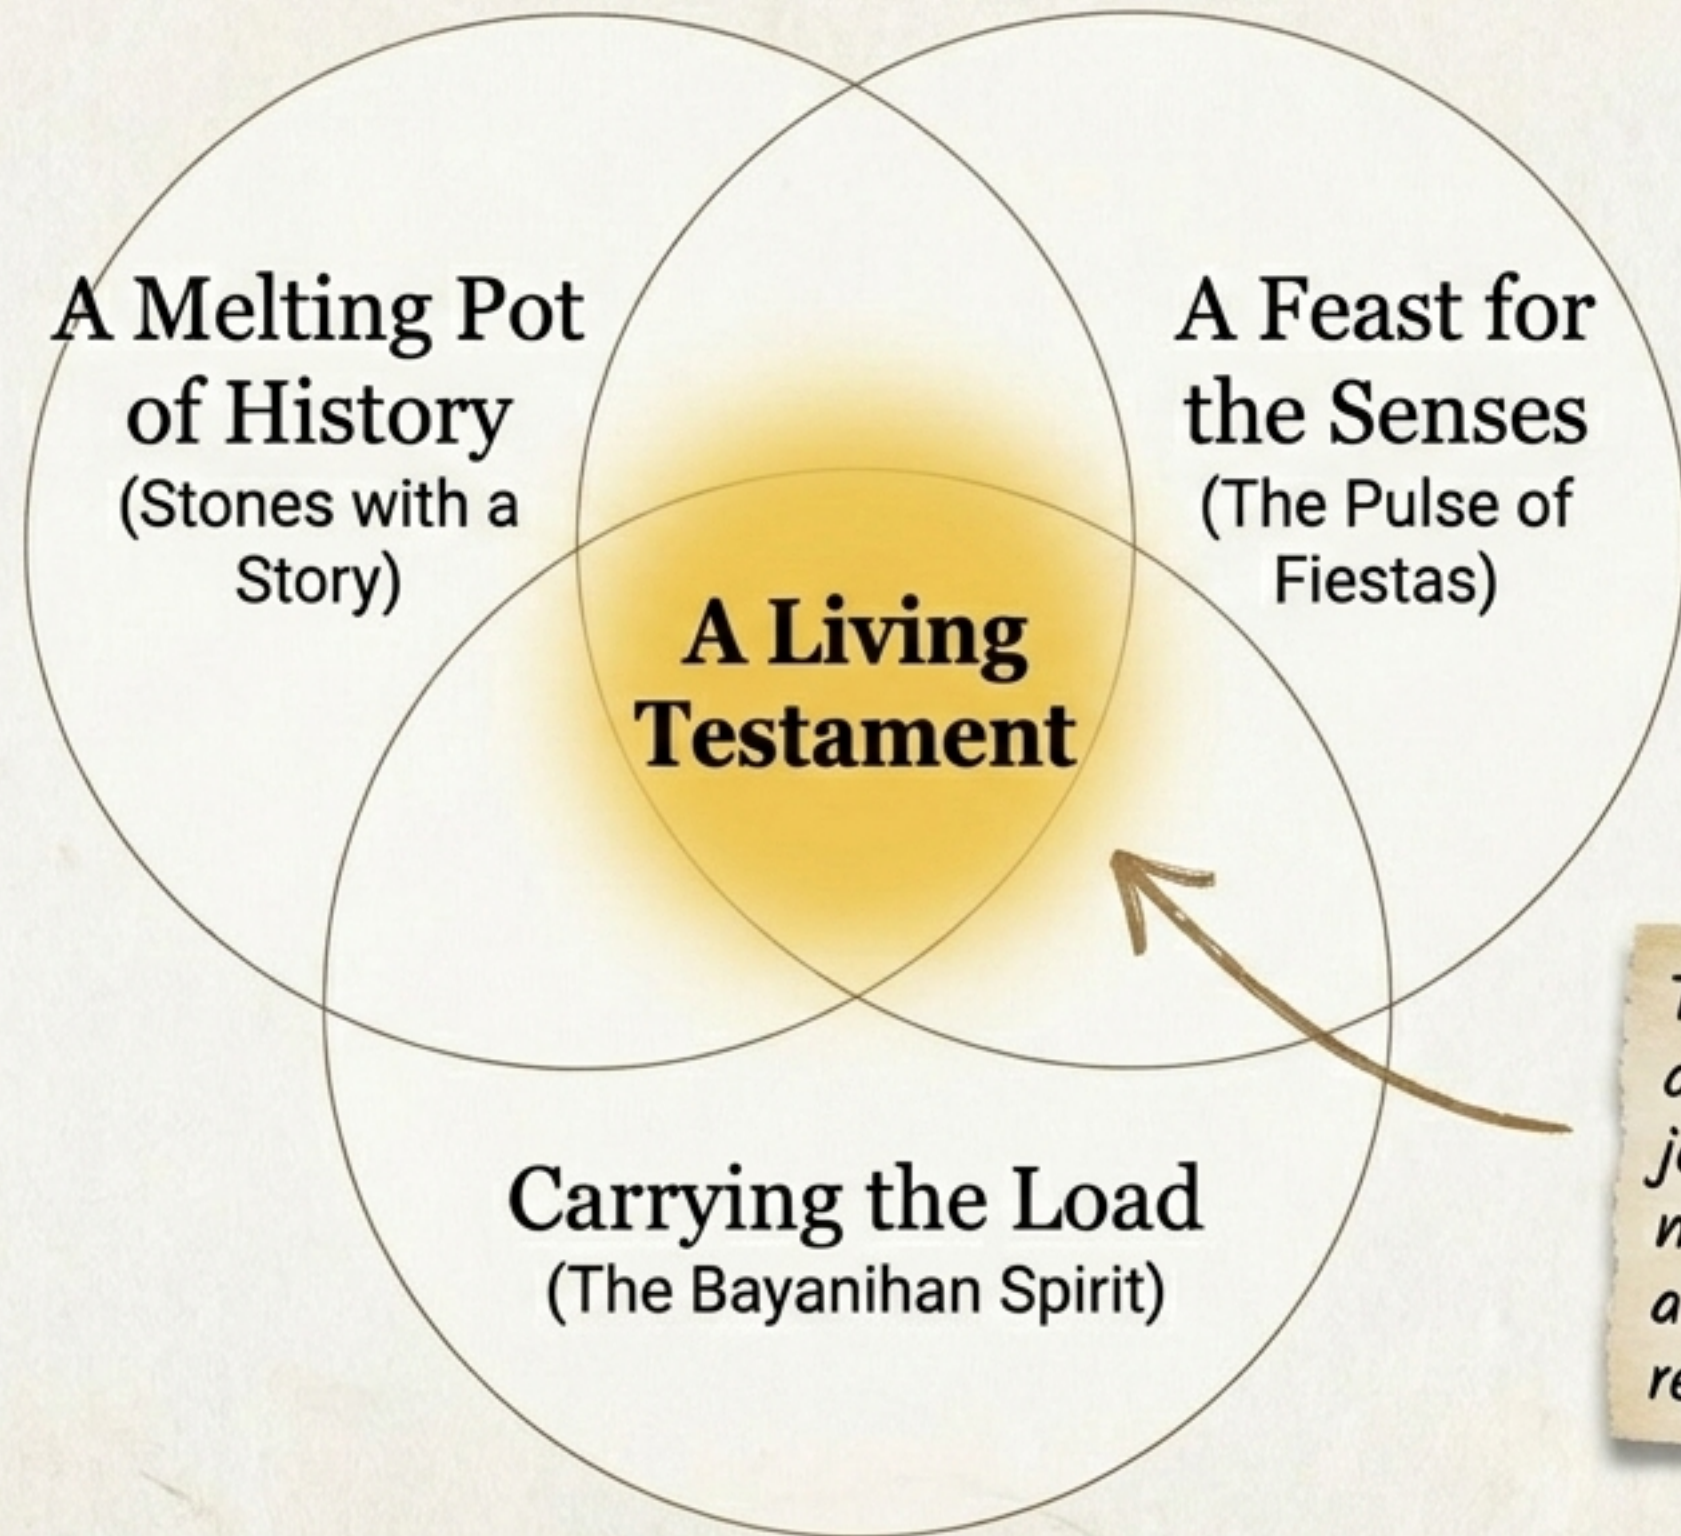 A Melting Pot
of History
(Stones with a
Story)
A Feast for
the Senses
(The Pulse of
Fiestas)
A Living
Testament
Carrying the Load
(The Bayanihan Spirit)